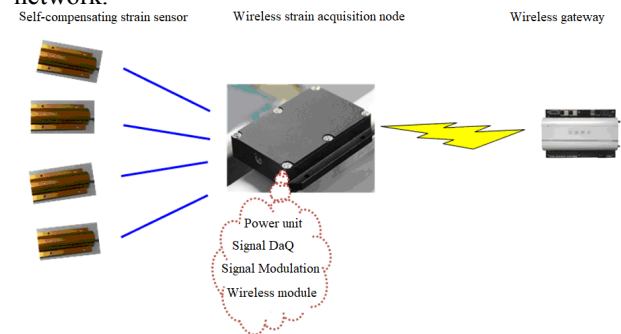 network.
Self-compensating strain sensor
Wireless strain acquisition node
Wireless gateway
Power unit
Signal DaQ
Signal Modulation
Wireless module